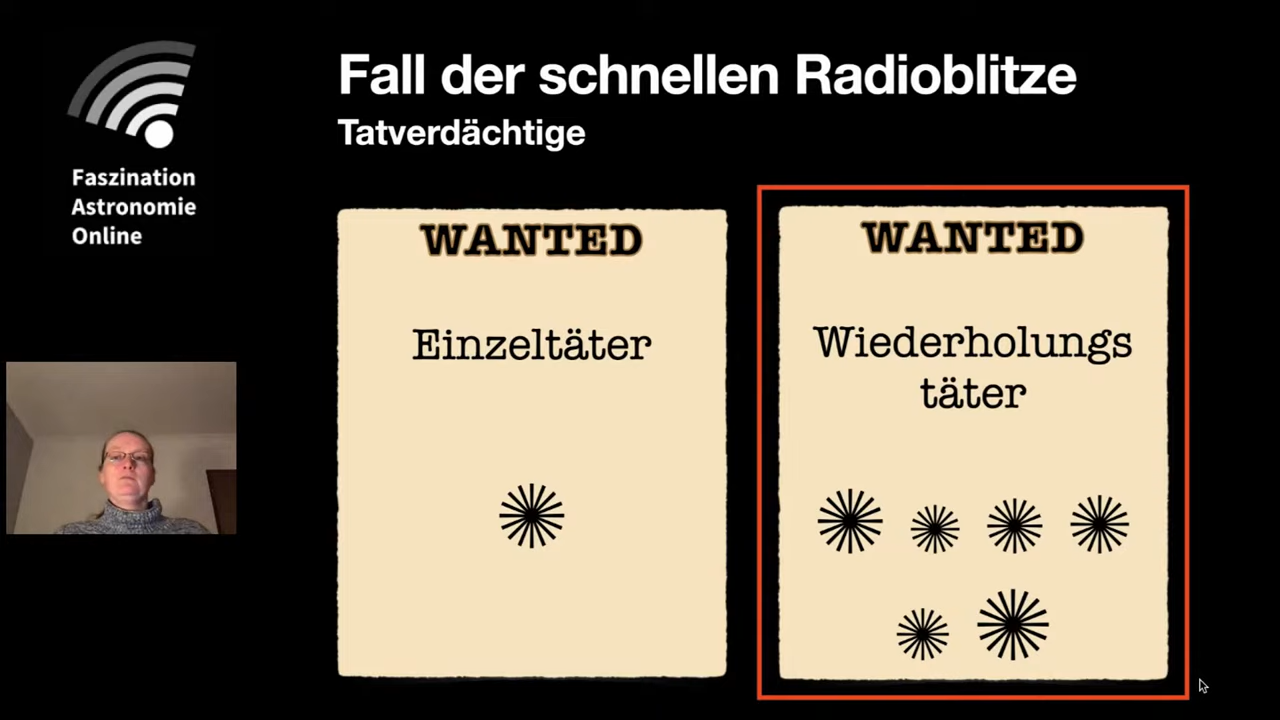 Fall der schnellen Radioblitze
Tatverdächtige
Faszination
Astronomie
Online
WANTED
Einzeltäter
WANTED
Wiederholungs
täter